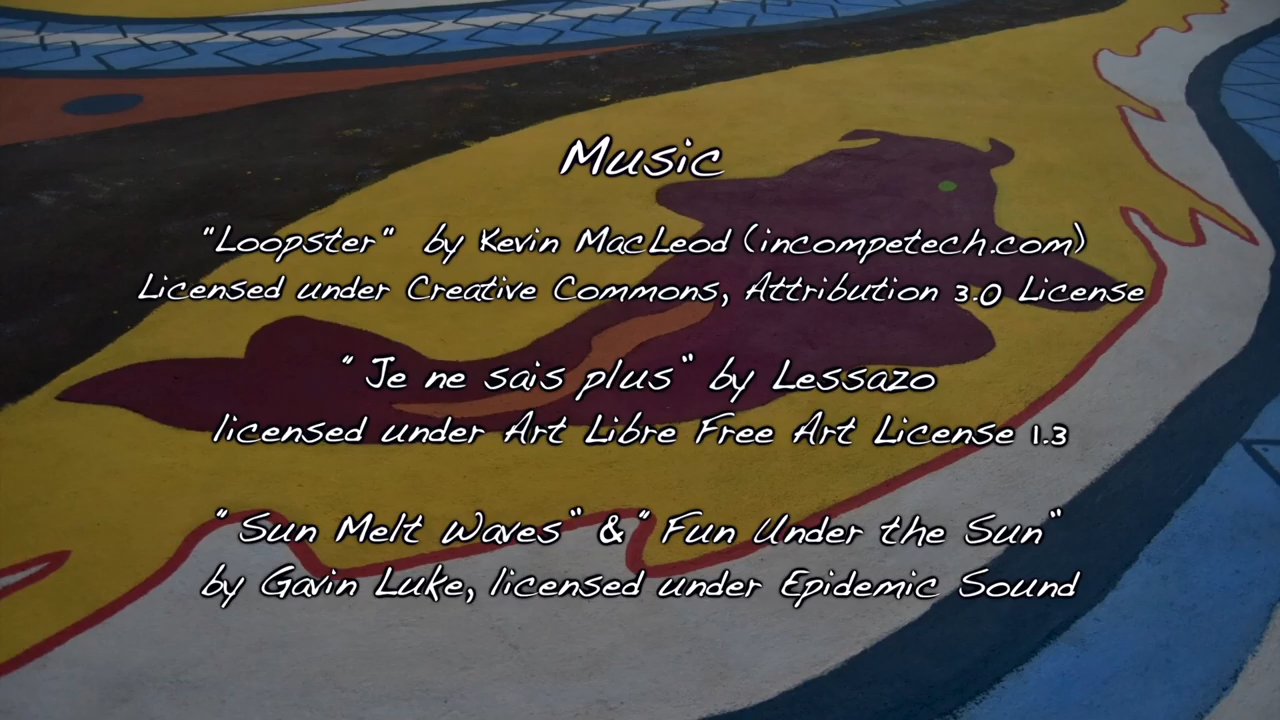 Music
"Loopster" by Kevin MacLeod (incompetech.com)
Licensed under Creative Commons, Attribution 3.0 License
"Je ne sais plus" by Lessazo
licensed under Art Libre Free Art License 1.3
"Sun Melt Waves" & "Fun Under the Sun"
by Gavin Luke, licensed under Epidemic Sound